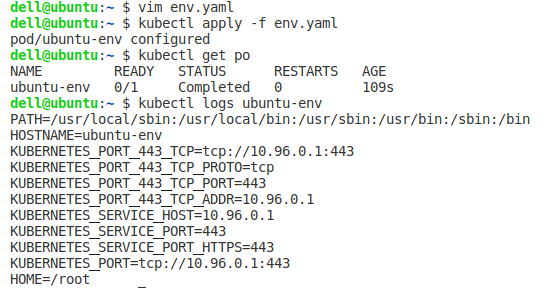 dell@ubuntu:~ $ vim env.yaml
dell@ubuntu:~ $ kubectl apply -f env.yaml
pod/ubuntu-env configured
dell@ubuntu:~ $ kubectl get po
NAME         READY   STATUS      RESTARTS   AGE
ubuntu-env   0/1     Completed   0          109s
dell@ubuntu:~ $ kubectl logs ubuntu-env
PATH=/usr/local/sbin:/usr/local/bin:/usr/sbin:/usr/bin:/sbin:/bin
HOSTNAME=ubuntu-env
KUBERNETES_PORT_443_TCP=tcp://10.96.0.1:443
KUBERNETES_PORT_443_TCP_PROTO=tcp
KUBERNETES_PORT_443_TCP_PORT=443
KUBERNETES_PORT_443_TCP_ADDR=10.96.0.1
KUBERNETES_SERVICE_HOST=10.96.0.1
KUBERNETES_SERVICE_PORT=443
KUBERNETES_SERVICE_PORT_HTTPS=443
KUBERNETES_PORT=tcp://10.96.0.1:443
HOME=/root